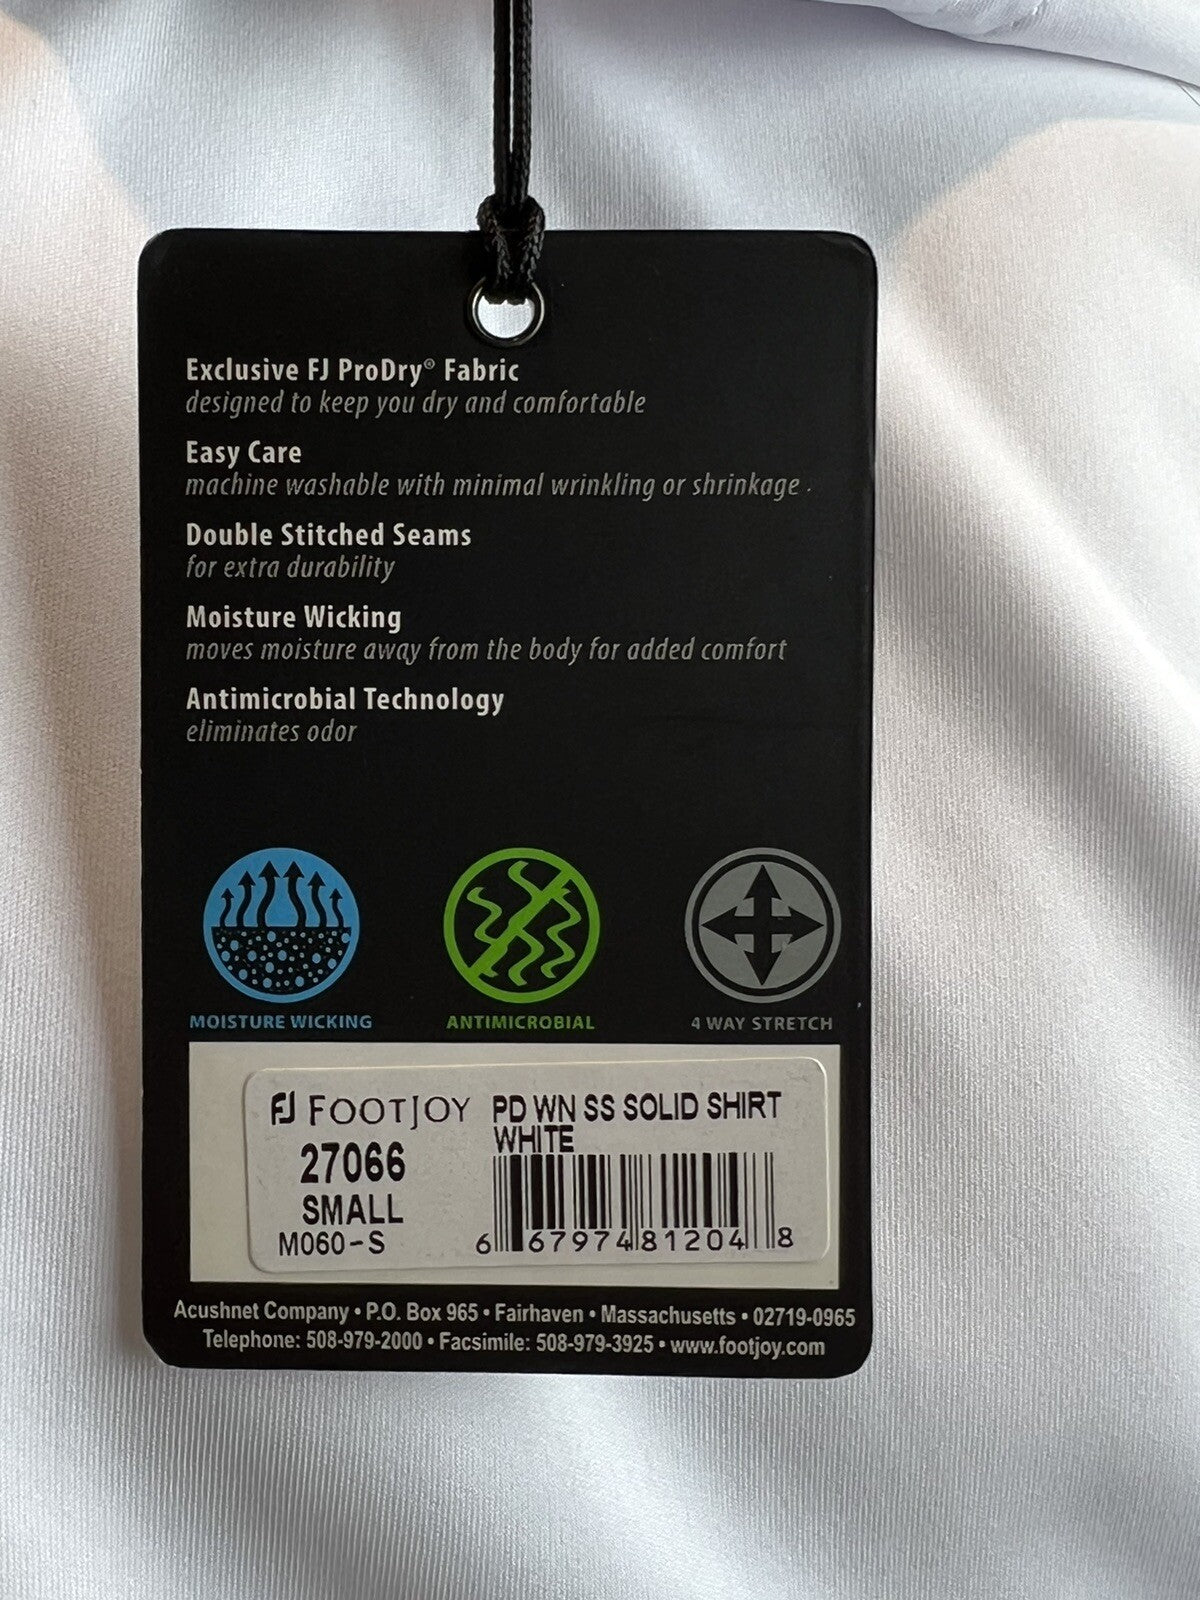 Exclusive FJ ProDry® Fabric
designed to keep you dry and comfortable
Easy Care
machine washable with minimal wrinkling or shrinkage .
Double Stitched Seams
for extra durability
Moisture Wicking
moves moisture away from the body for added comfort
Antimicrobial Technology
eliminates odor
MOISTURE WICKING
ANTIMICROBIAL
4 WAY STRETCH
FJ FOOTJOY
27066
SMALL
M060-S
PD WN SS SOLID SHIRT
WHITE
6 67974 81204 8
Acushnet Company • P.O. Box 965 • Fairhaven • Massachusetts • 02719-0965
Telephone: 508-979-2000 • Facsimile: 508-979-3925 • www.footjoy.com